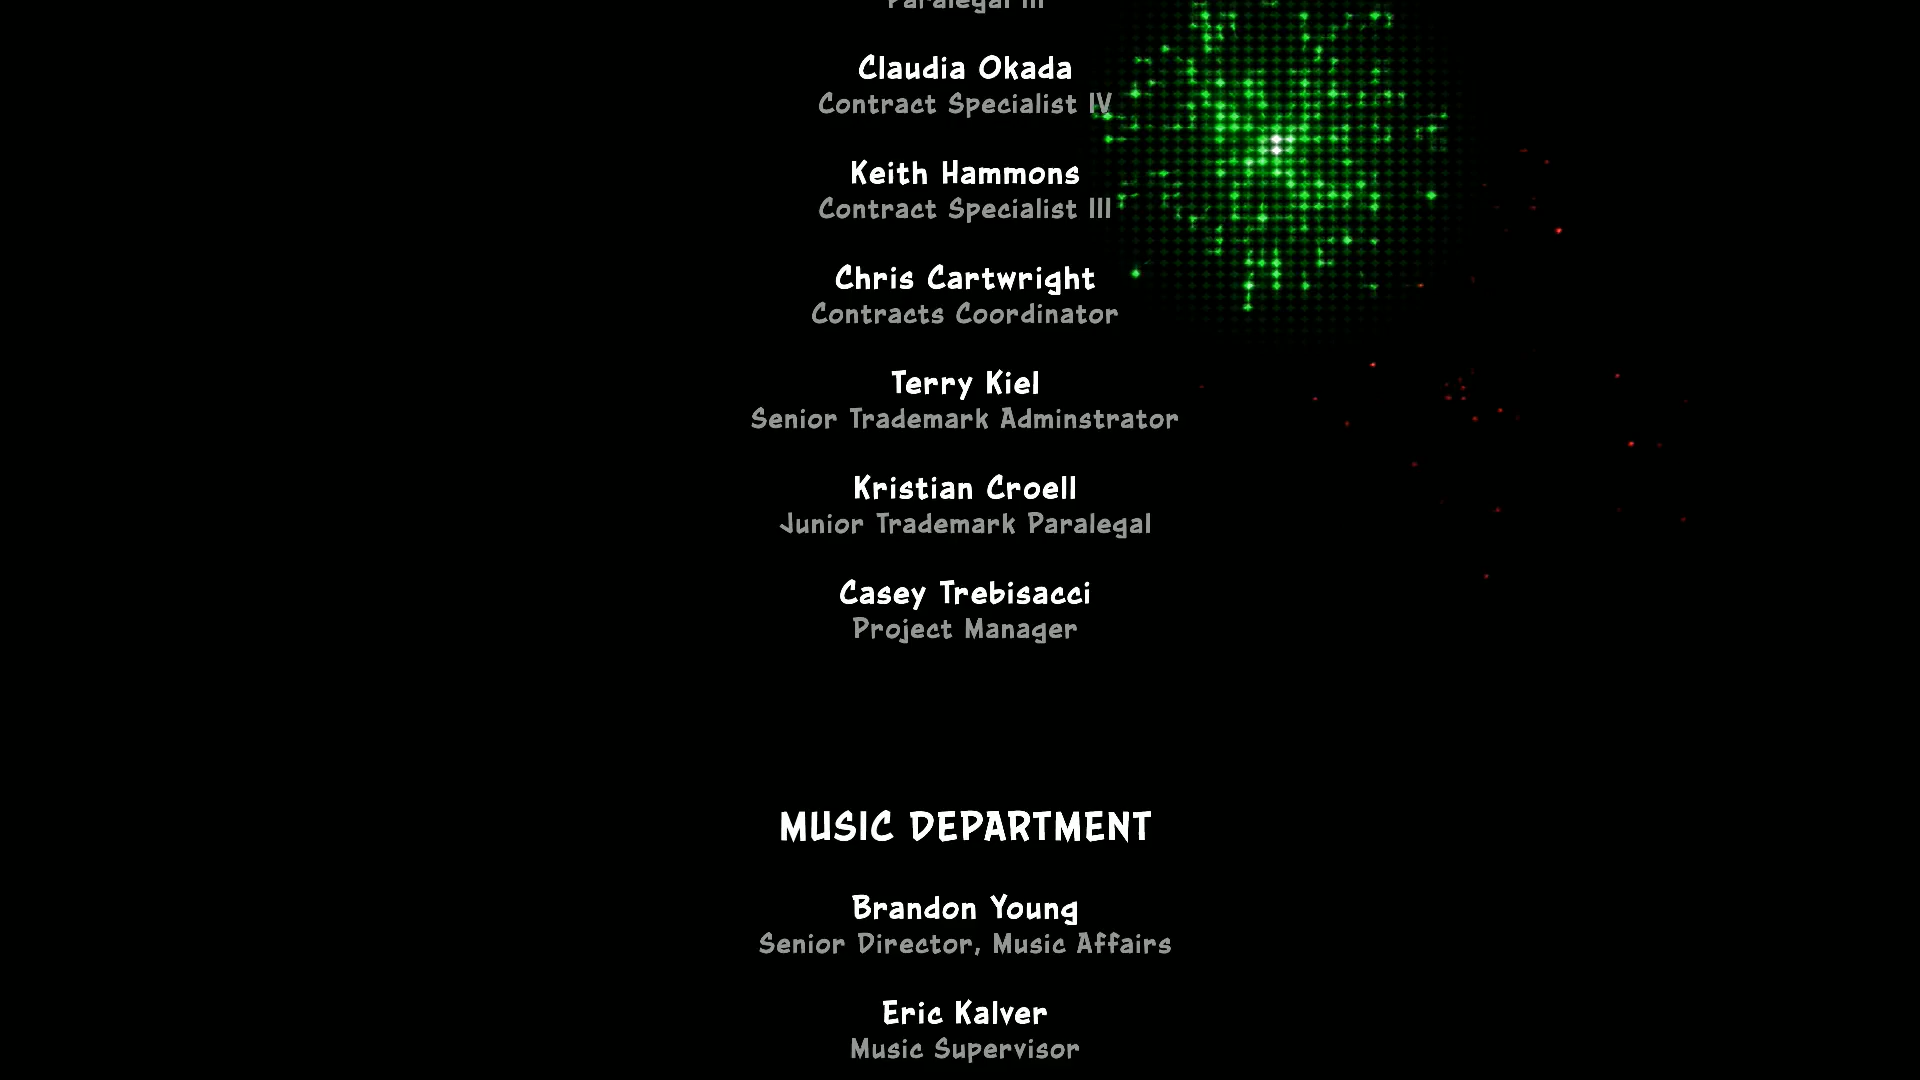 Paralegal III
Claudia Okada
Contract Specialist IV
Keith Hammons
Contract Specialist III
Chris Cartwright
Contracts Coordinator
Terry Kiel
Senior Trademark Adminstrator
Kristian Croell
Junior Trademark Paralegal
Casey Trebisacci
Project Manager
MUSIC DEPARTMENT
Brandon Young
Senior Director, Music Affairs
Eric Kalver
Music Supervisor